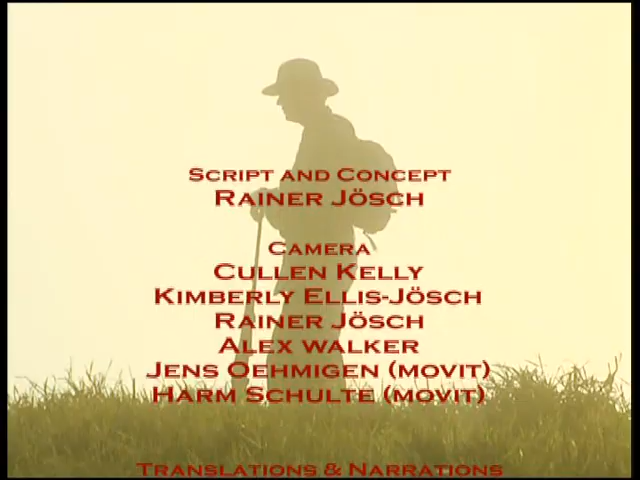 Script and Concept
Rainer Jösch
Camera
Cullen Kelly
Kimberly Ellis-Jösch
Rainer Jösch
Alex walker
Jens Oehmigen (movit)
Harm Schulte (movit)
Translations & Narrations